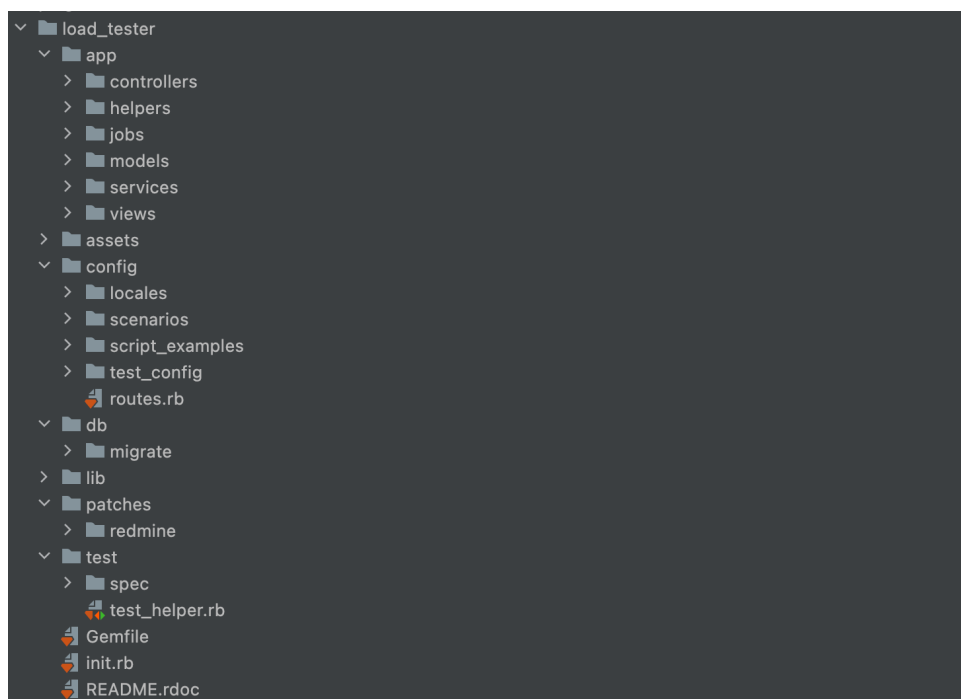 load_tester
app
controllers
helpers
jobs
models
services
views
assets
config
locales
scenarios
script_examples
test_config
routes.rb
db
migrate
lib
patches
redmine
test
spec
test_helper.rb
Gemfile
init.rb
README.rdoc